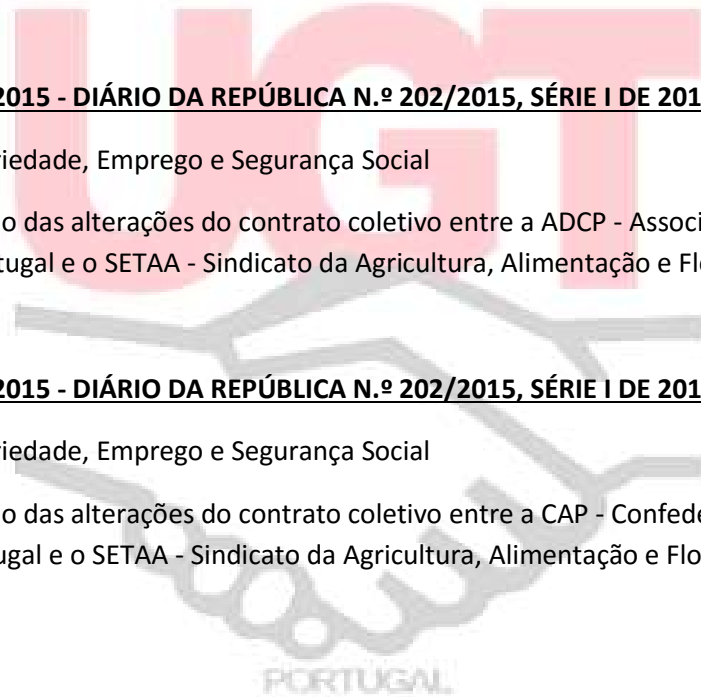 UGT
2015 - DIÁRIO DA REPÚBLICA N.º 202/2015, SÉRIE I DE 201
riedade, Emprego e Segurança Social
o das alterações do contrato coletivo entre a ADCP - Associ
tugal e o SETAA - Sindicato da Agricultura, Alimentação e Flo
2015 - DIÁRIO DA REPÚBLICA N.º 202/2015, SÉRIE I DE 201
riedade, Emprego e Segurança Social
o das alterações do contrato coletivo entre a CAP - Confede
ugal e o SETAA - Sindicato da Agricultura, Alimentação e Flo
PORTUGAL